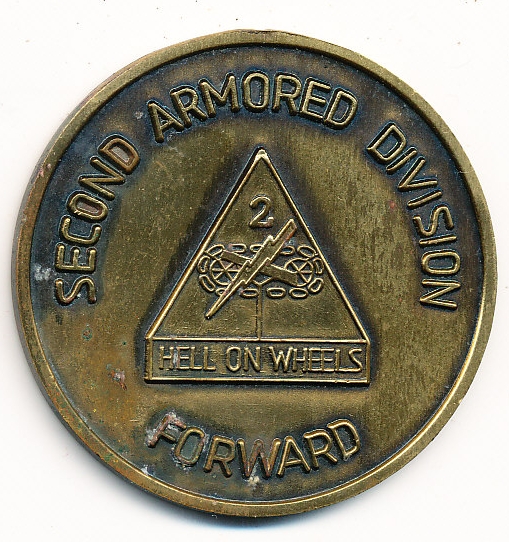 SECOND ARMORED DIVISION
2
HELL ON WHEELS
FORWARD